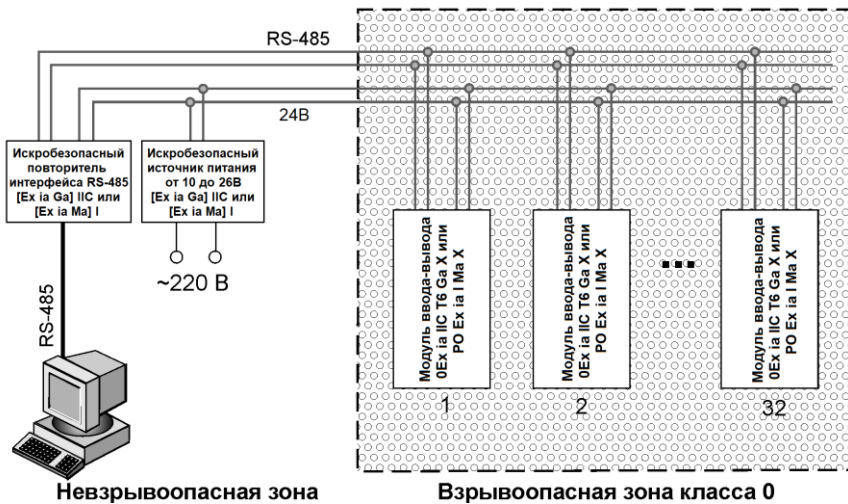 RS-485
24В
Искробезопасный
повторитель
интерфейса RS-485
[Ex ia Ga] IIC или
[Ex ia Ma] I
Искробезопасный
источник питания
от 10 до 26В
[Ex ia Ga] IIC или
[Ex ia Ma] I
~220 В
RS-485
Модуль ввода-вывода
0Ex ia IIC T6 Ga X или
PO Ex ia I Ma X
1
Модуль ввода-вывода
0Ex ia IIC T6 Ga X или
PO Ex ia I Ma X
2
Модуль ввода-вывода
0Ex ia IIC T6 Ga X или
PO Ex ia I Ma X
32
Невзрывоопасная зона
Взрывоопасная зона класса 0